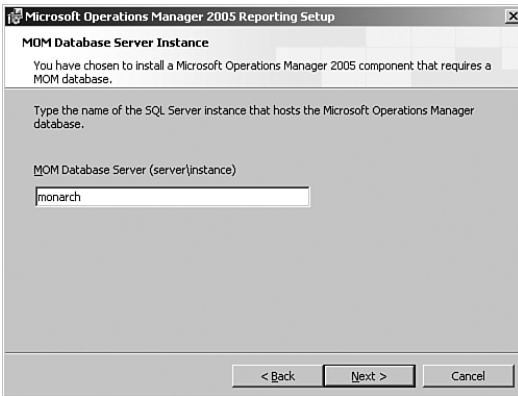 Microsoft Operations Manager 2005 Reporting Setup
MOM Database Server Instance
You have chosen to install a Microsoft Operations Manager 2005 component that requires a
MOM database.
Type the name of the SQL Server instance that hosts the Microsoft Operations Manager
database.
MOM Database Server (server\instance)
monarch
< Back
Next >
Cancel